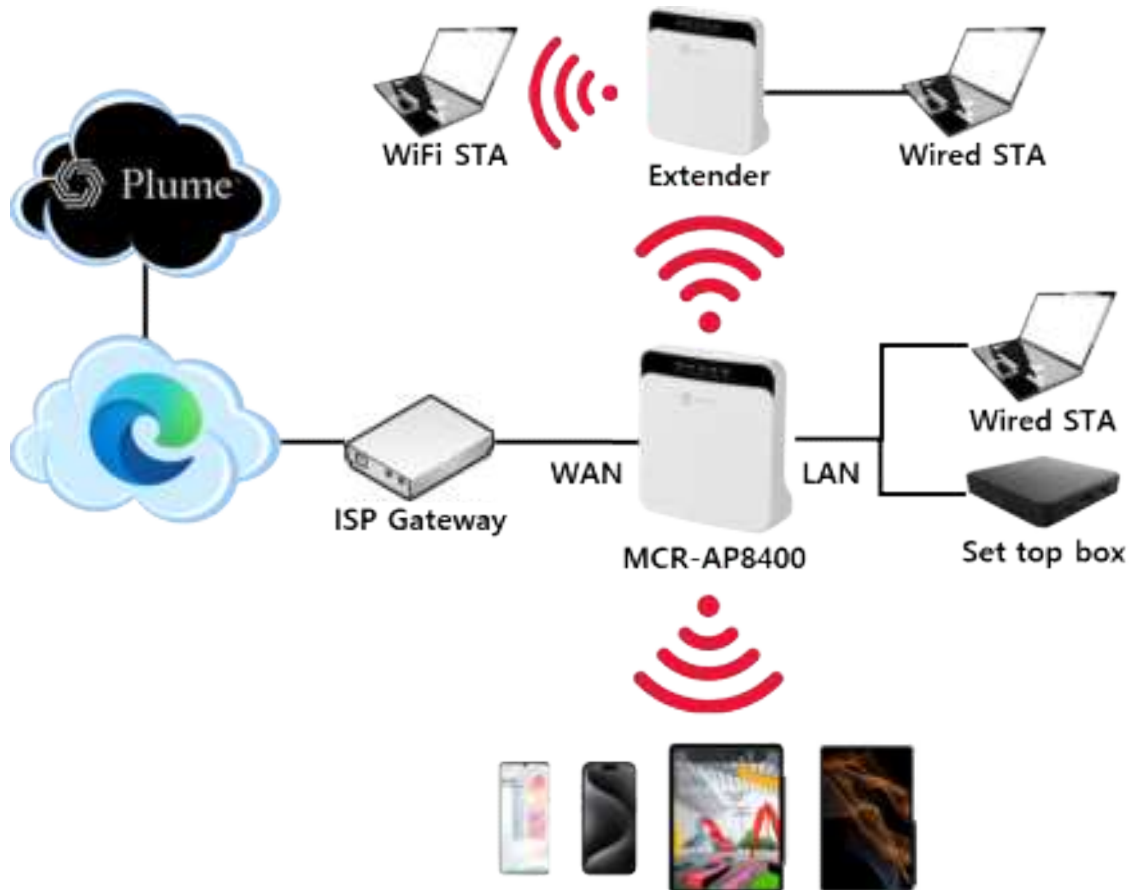 WiFi STA
Extender
Wired STA
Plume
Wired STA
ISP Gateway
WAN
LAN
MCR-AP8400
Set top box